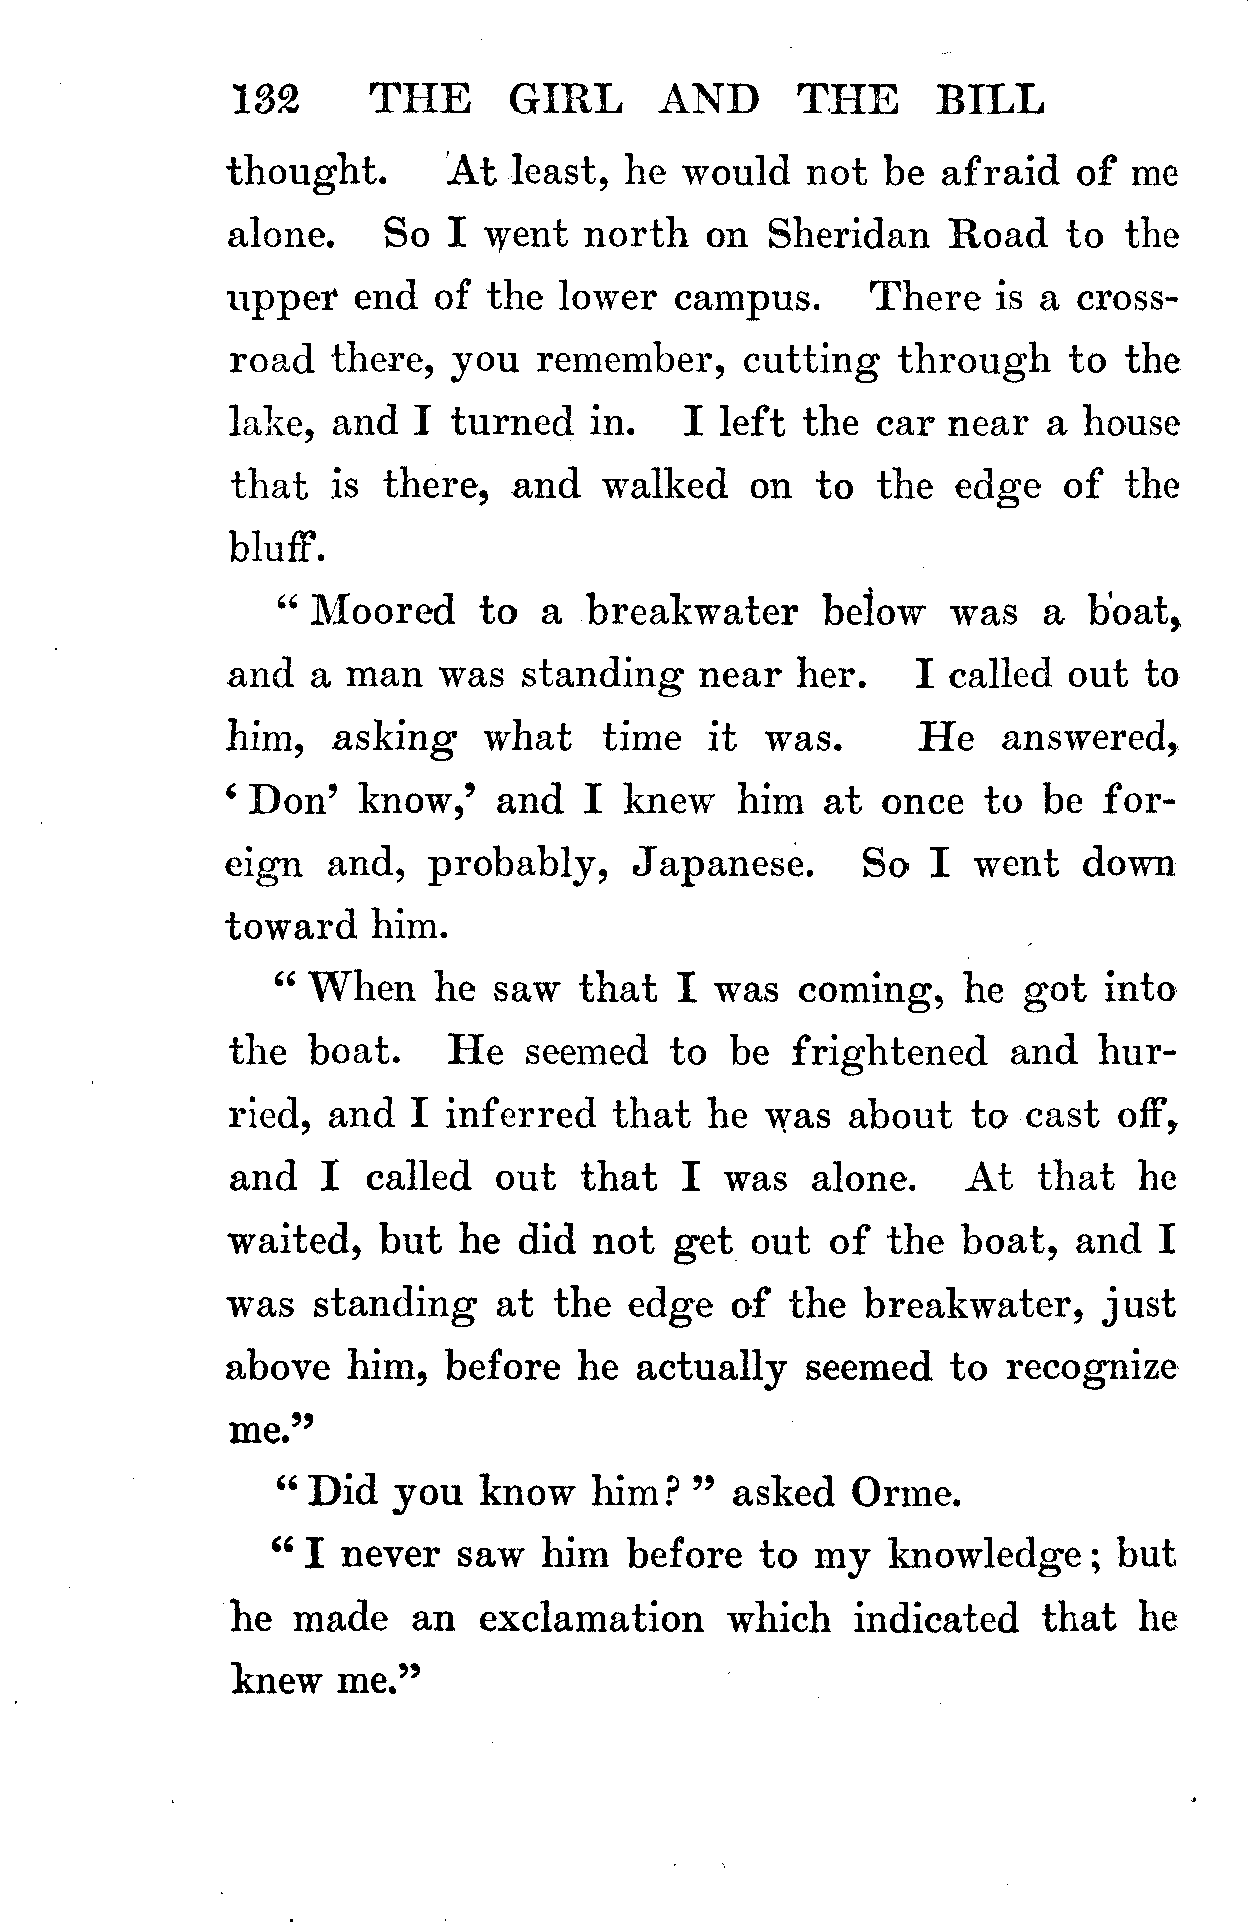 132 THE GIRL AND THE BILL
thought. At least, he would not be afraid of me
alone. So I went north on Sheridan Road to the
upper end of the lower campus. There is a cross-
road there, you remember, cutting through to the
lake, and I turned in. I left the car near a house
that is there, and walked on to the edge of the
bluff.
“ Moored to a breakwater below was a boat,
and a man was standing near her. I called out to
him, asking what time it was. He answered,
‘ Don’ know,’ and I knew him at once to be for-
eign and, probably, Japanese. So I went down
toward him.
“ When he saw that I was coming, he got into
the boat. He seemed to be frightened and hur-
ried, and I inferred that he was about to cast off,
and I called out that I was alone. At that he
waited, but he did not get out of the boat, and I
was standing at the edge of the breakwater, just
above him, before he actually seemed to recognize
me.”
“ Did you know him? ” asked Orme.
“ I never saw him before to my knowledge ; but
he made an exclamation which indicated that he
knew me.”